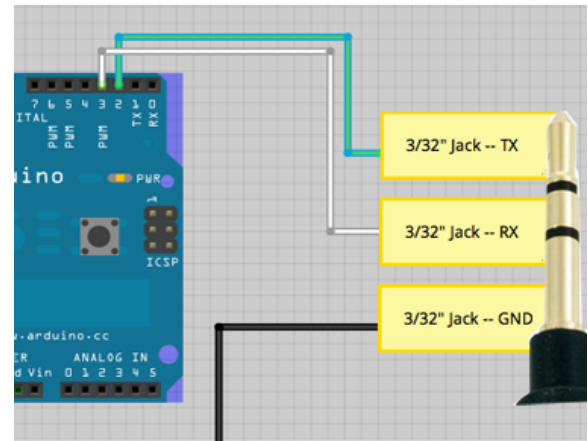 7 6 5 4 3 2 1 0
ITAL
PWM
PWM
PWM
TX
RX
uino
PWR
1
ICSP
w.arduino.cc
ER
ANALOG IN
d Vin
0 1 2 3 4 5
3/32" Jack -- TX
3/32" Jack -- RX
3/32" Jack -- GND